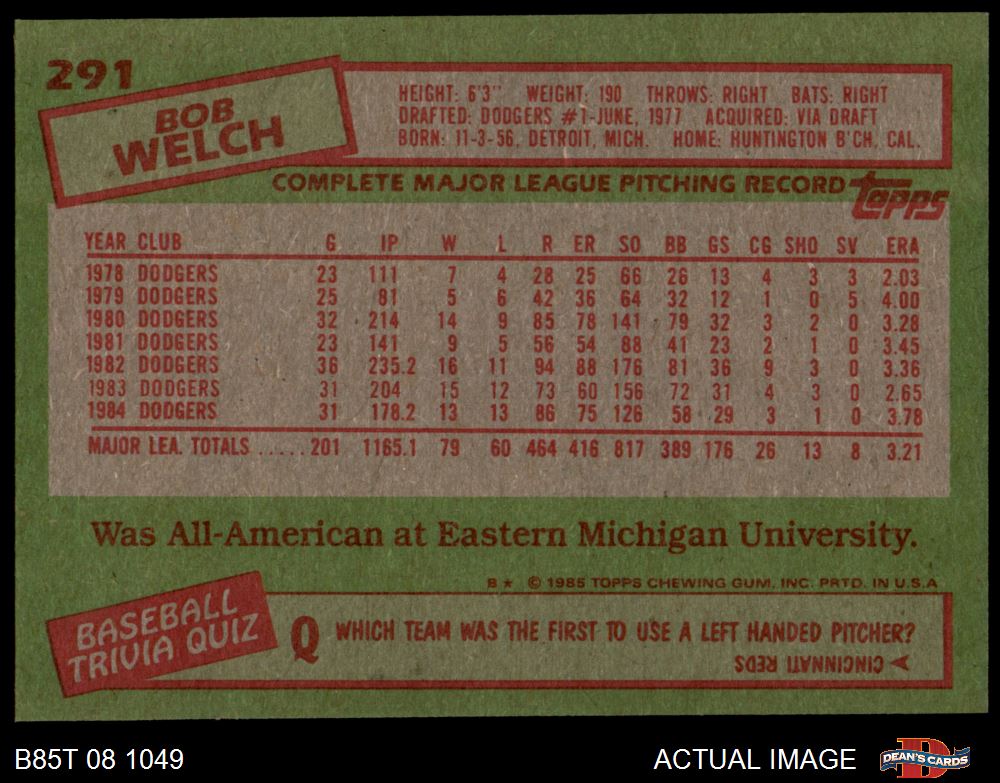 291
BOB
WELCH
HEIGHT: 6'3" WEIGHT: 190 THROWS: RIGHT BATS: RIGHT
DRAFTED: DODGERS #1-JUNE, 1977 ACQUIRED: VIA DRAFT
BORN: 11-3-56, DETROIT, MICH. HOME: HUNTINGTON B'CH, CAL.
COMPLETE MAJOR LEAGUE PITCHING RECORD topps
YEAR CLUB G IP W L R ER SO BB GS CG SHO SV ERA
1978 DODGERS 23 111 7 4 28 25 66 26 13 4 3 3 2.03
1979 DODGERS 25 81 5 6 42 36 64 32 12 1 0 5 4.00
1980 DODGERS 32 214 14 9 85 78 141 79 32 3 2 0 3.28
1981 DODGERS 23 141 9 5 56 54 88 41 23 2 1 0 3.45
1982 DODGERS 36 235.2 16 11 94 88 176 81 36 9 3 0 3.36
1983 DODGERS 31 204 15 12 73 60 156 72 31 4 3 0 2.65
1984 DODGERS 31 178.2 13 13 86 75 126 58 29 3 1 0 3.78
MAJOR LEA. TOTALS .....201 1165.1 79 60 464 416 817 389 176 26 13 8 3.21
Was All-American at Eastern Michigan University.
B★ © 1985 TOPPS CHEWING GUM, INC. PRTD. IN U.S.A
BASEBALL
TRIVIA QUIZ
Q WHICH TEAM WAS THE FIRST TO USE A LEFT HANDED PITCHER?
CINCINNATI REDS
B85T 08 1049 ACTUAL IMAGE D DEAN'S CARDS